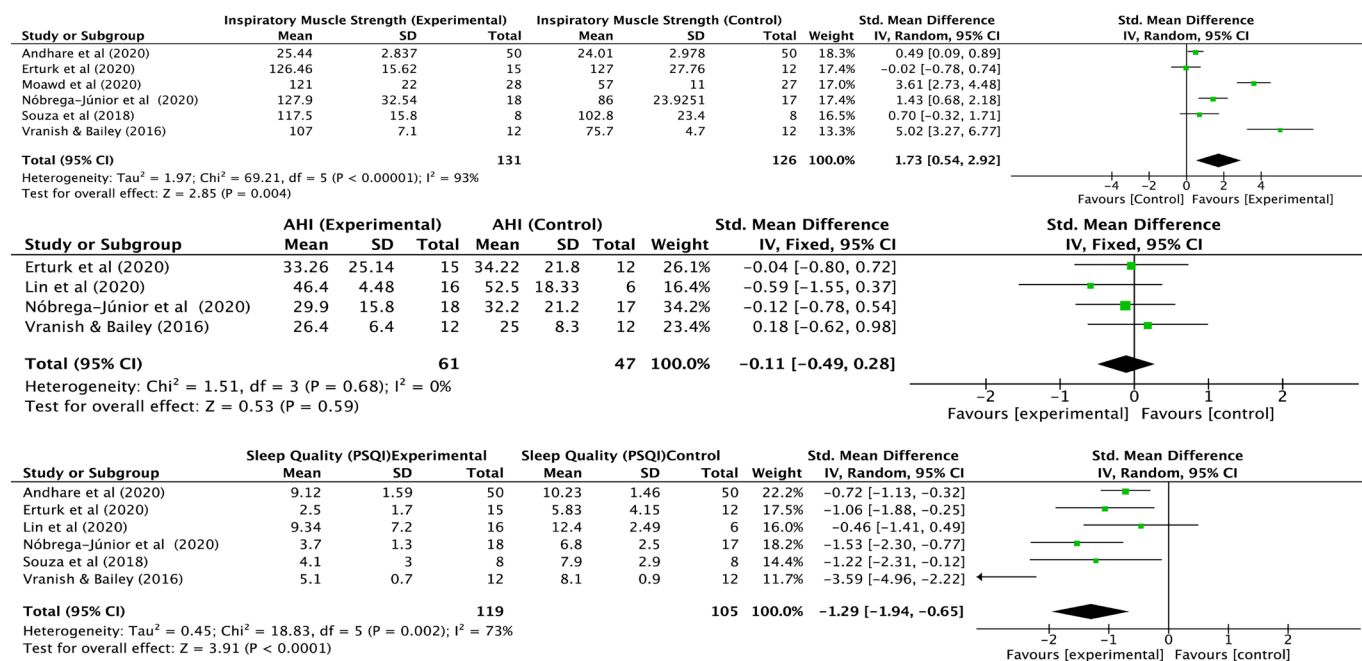 Inspiratory Muscle Strength (Experimental) Inspiratory Muscle Strength (Control) Std. Mean Difference Std. Mean Difference
Study or Subgroup Mean SD Total Mean SD Total Weight IV, Random, 95% CI IV, Random, 95% CI
Andhare et al (2020) 25.44 2.837 50 24.01 2.978 50 18.3% 0.49 [0.09, 0.89]
Erturk et al (2020) 126.46 15.62 15 127 27.76 12 17.4% -0.02 [-0.78, 0.74]
Moawd et al (2020) 121 22 28 57 11 27 17.0% 3.61 [2.73, 4.48]
Nóbrega-Júnior et al (2020) 127.9 32.54 18 86 23.9251 17 17.4% 1.43 [0.68, 2.18]
Souza et al (2018) 117.5 15.8 8 102.8 23.4 8 16.5% 0.70 [-0.32, 1.71]
Vranish & Bailey (2016) 107 7.1 12 75.7 4.7 12 13.3% 5.02 [3.27, 6.77]
Total (95% CI) 131 126 100.0% 1.73 [0.54, 2.92]
Heterogeneity: Tau² = 1.97; Chi² = 69.21, df = 5 (P < 0.00001); I² = 93%
Test for overall effect: Z = 2.85 (P = 0.004)
-4 -2 0 2 4
Favours [Control] Favours [Experimental]
AHI (Experimental) AHI (Control) Std. Mean Difference Std. Mean Difference
Study or Subgroup Mean SD Total Mean SD Total Weight IV, Fixed, 95% CI IV, Fixed, 95% CI
Erturk et al (2020) 33.26 25.14 15 34.22 21.8 12 26.1% -0.04 [-0.80, 0.72]
Lin et al (2020) 46.4 4.48 16 52.5 18.33 6 16.4% -0.59 [-1.55, 0.37]
Nóbrega-Júnior et al (2020) 29.9 15.8 18 32.2 21.2 17 34.2% -0.12 [-0.78, 0.54]
Vranish & Bailey (2016) 26.4 6.4 12 25 8.3 12 23.4% 0.18 [-0.62, 0.98]
Total (95% CI) 61 47 100.0% -0.11 [-0.49, 0.28]
Heterogeneity: Chi² = 1.51, df = 3 (P = 0.68); I² = 0%
Test for overall effect: Z = 0.53 (P = 0.59)
-2 -1 0 1 2
Favours [experimental] Favours [control]
Sleep Quality (PSQI)Experimental Sleep Quality (PSQI)Control Std. Mean Difference Std. Mean Difference
Study or Subgroup Mean SD Total Mean SD Total Weight IV, Random, 95% CI IV, Random, 95% CI
Andhare et al (2020) 9.12 1.59 50 10.23 1.46 50 22.2% -0.72 [-1.13, -0.32]
Erturk et al (2020) 2.5 1.7 15 5.83 4.15 12 17.5% -1.06 [-1.88, -0.25]
Lin et al (2020) 9.34 7.2 16 12.4 2.49 6 16.0% -0.46 [-1.41, 0.49]
Nóbrega-Júnior et al (2020) 3.7 1.3 18 6.8 2.5 17 18.2% -1.53 [-2.30, -0.77]
Souza et al (2018) 4.1 3 8 7.9 2.9 8 14.4% -1.22 [-2.31, -0.12]
Vranish & Bailey (2016) 5.1 0.7 12 8.1 0.9 12 11.7% -3.59 [-4.96, -2.22]
Total (95% CI) 119 105 100.0% -1.29 [-1.94, -0.65]
Heterogeneity: Tau² = 0.45; Chi² = 18.83, df = 5 (P = 0.002); I² = 73%
Test for overall effect: Z = 3.91 (P < 0.0001)
-2 -1 0 1 2
Favours [experimental] Favours [control]